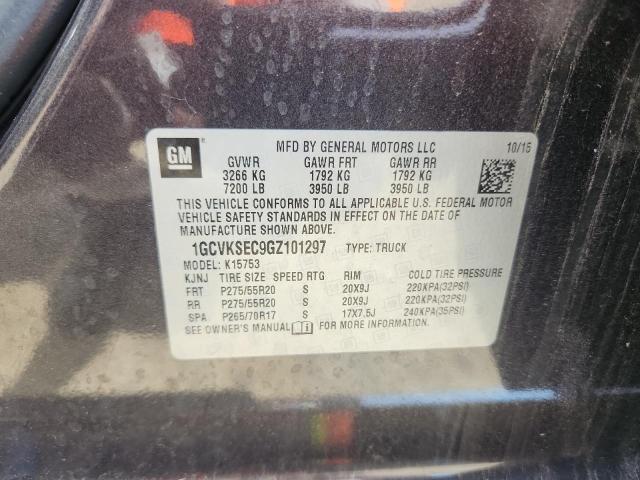 GM
MFD BY GENERAL MOTORS LLC 10/15
GVWR GAWR FRT GAWR RR
3266 KG 1792 KG 1792 KG
7200 LB 3950 LB 3950 LB
THIS VEHICLE CONFORMS TO ALL APPLICABLE U.S. FEDERAL MOTOR
VEHICLE SAFETY STANDARDS IN EFFECT ON THE DATE OF
MANUFACTURE SHOWN ABOVE.
1GCVKSEC9GZ101297 TYPE: TRUCK
MODEL: K15753
KJNJ TIRE SIZE SPEED RTG RIM COLD TIRE PRESSURE
FRT P275/55R20 S 20X9J 220KPA(32PSI)
RR P275/55R20 S 20X9J 220KPA(32PSI)
SPA P265/70R17 S 17X7.5J 240KPA(35PSI)
SEE OWNER'S MANUAL FOR MORE INFORMATION.